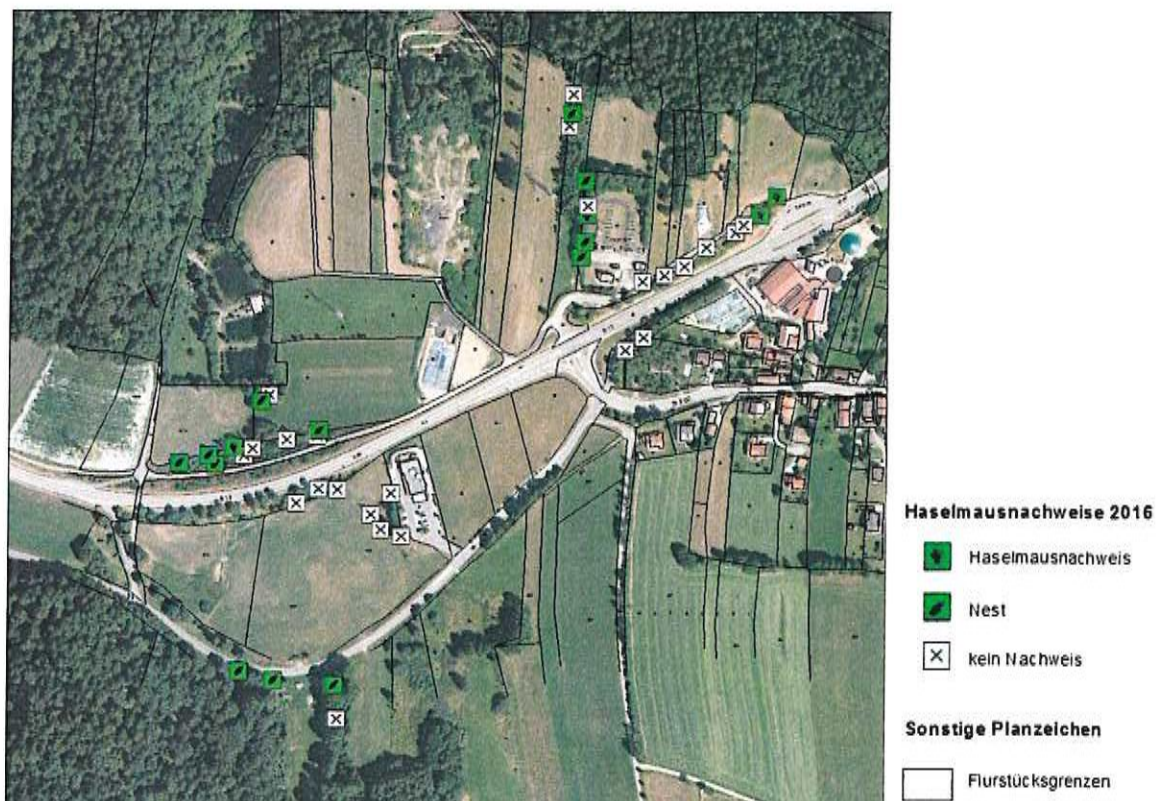 Haselmausnachweise 2016
Haselmausnachweis
Nest
kein Nachweis
Sonstige Planzeichen
Flurstücksgrenzen